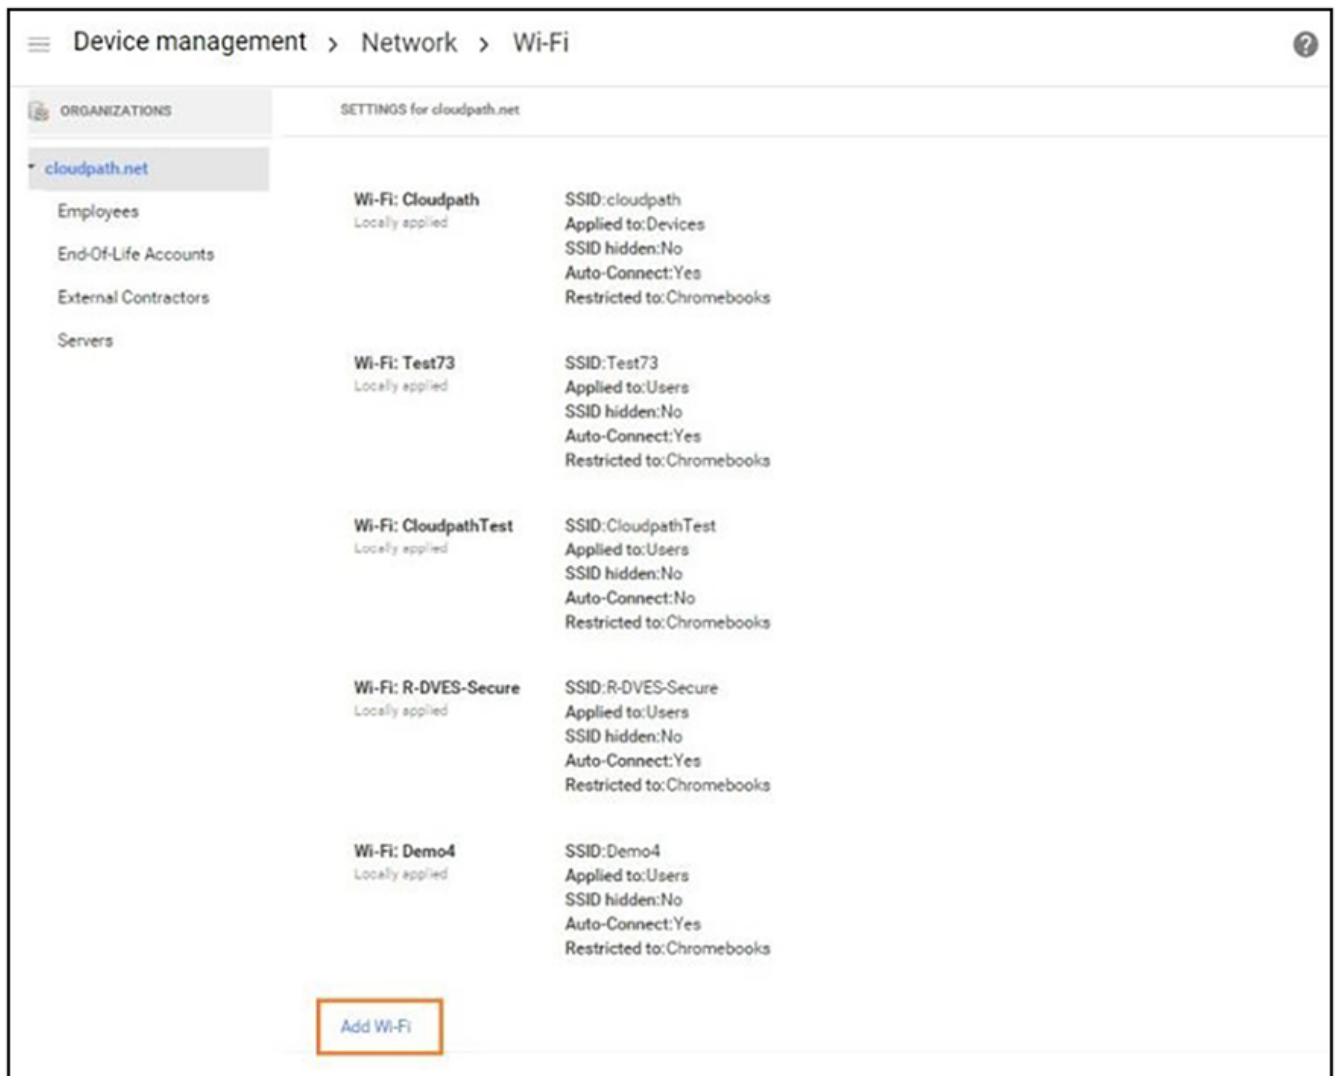 Device management > Network > Wi-Fi
ORGANIZATIONS
SETTINGS for cloudpath.net
cloudpath.net
Employees
End-Of-Life Accounts
External Contractors
Servers
Wi-Fi: Cloudpath
Locally applied
SSID:cloudpath
Applied to:Devices
SSID hidden:No
Auto-Connect:Yes
Restricted to:Chromebooks
Wi-Fi: Test73
Locally applied
SSID:Test73
Applied to:Users
SSID hidden:No
Auto-Connect:Yes
Restricted to:Chromebooks
Wi-Fi: CloudpathTest
Locally applied
SSID:CloudpathTest
Applied to:Users
SSID hidden:No
Auto-Connect:No
Restricted to:Chromebooks
Wi-Fi: R-DVES-Secure
Locally applied
SSID:R-DVES-Secure
Applied to:Users
SSID hidden:No
Auto-Connect:Yes
Restricted to:Chromebooks
Wi-Fi: Demo4
Locally applied
SSID:Demo4
Applied to:Users
SSID hidden:No
Auto-Connect:Yes
Restricted to:Chromebooks
Add Wi-Fi